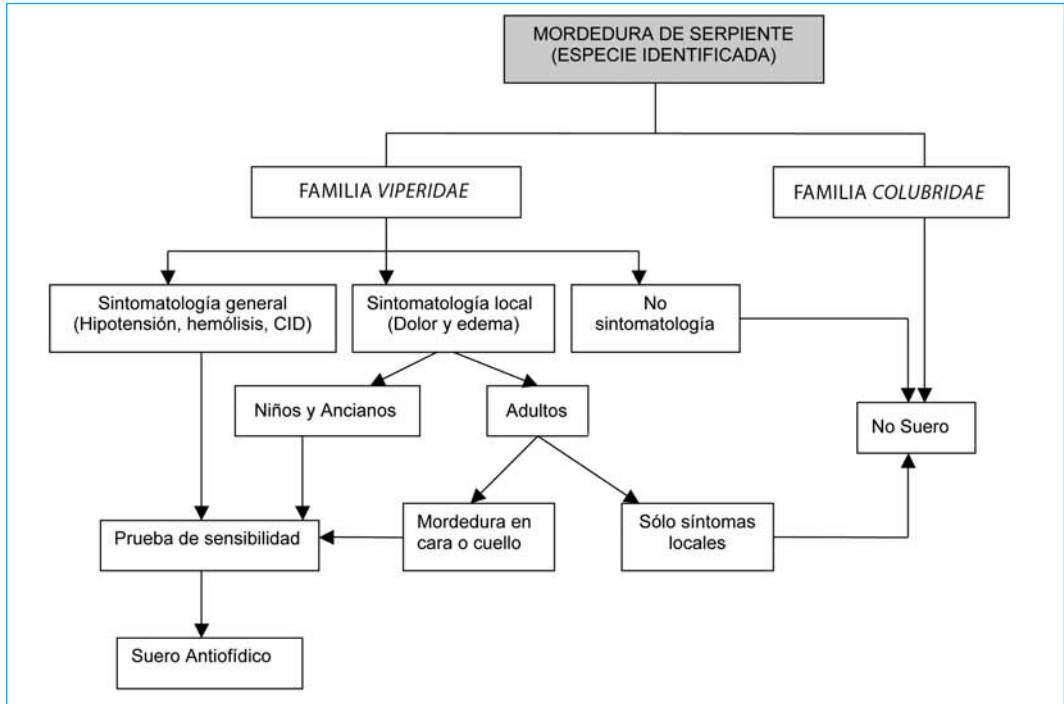 MORDEDURA DE SERPIENTE
(ESPECIE IDENTIFICADA)
FAMILIA VIPERIDAE
FAMILIA COLUBRIDAE
Sintomatología general
(Hipotensión, hemólisis, CID)
Sintomatología local
(Dolor y edema)
No
sintomatología
Niños y Ancianos
Adultos
No Suero
Prueba de sensibilidad
Mordedura en
cara o cuello
Sólo síntomas
locales
Suero Antiofídico